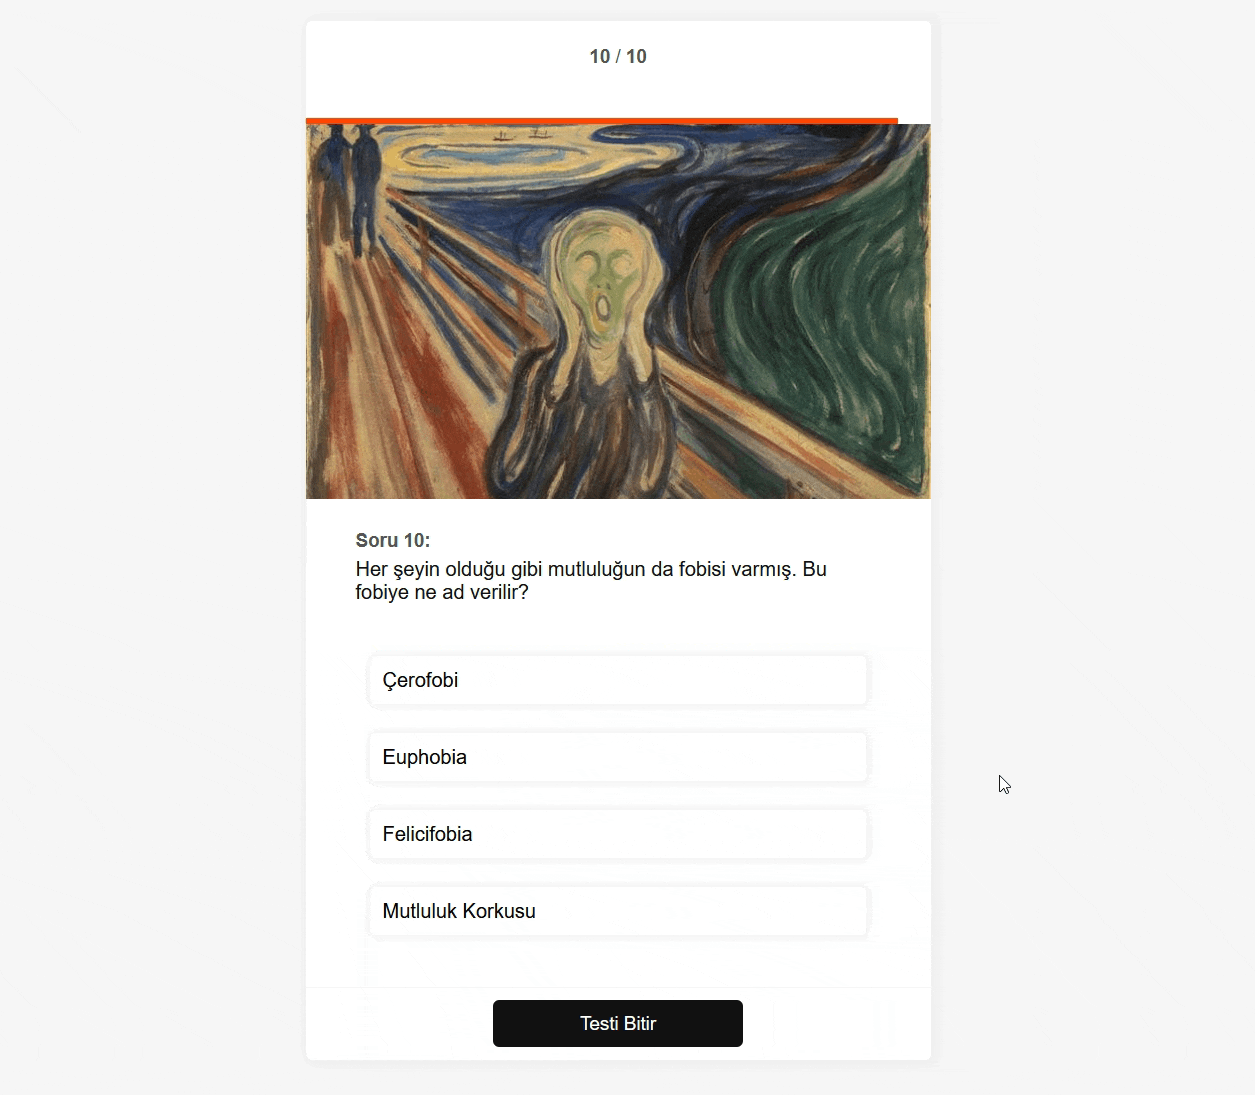 10 / 10
Soru 10:
Her şeyin olduğu gibi mutluluğun da fobisi varmış. Bu
fobiye ne ad verilir?
Çerofobi
Euphobia
Felicifobia
Mutluluk Korkusu
Testi Bitir